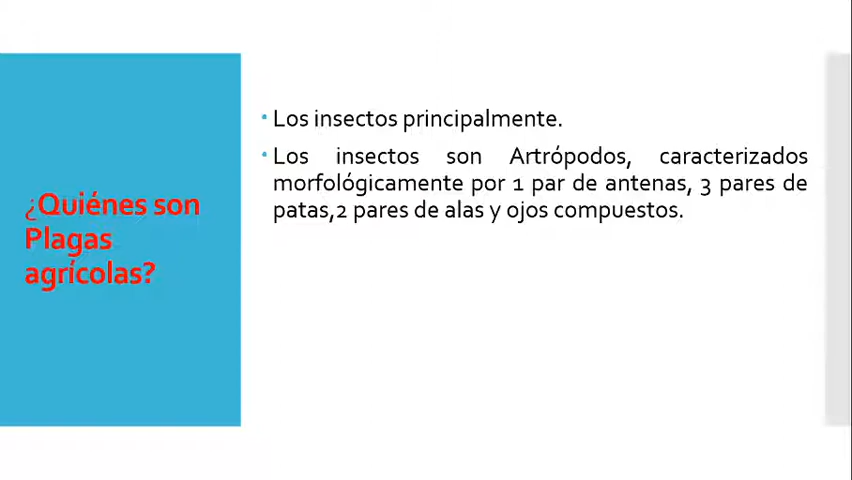 ¿Quiénes son
Plagas
agrícolas?
• Los insectos principalmente.
• Los insectos son Artrópodos, caracterizados
morfológicamente por 1 par de antenas, 3 pares de
patas,2 pares de alas y ojos compuestos.